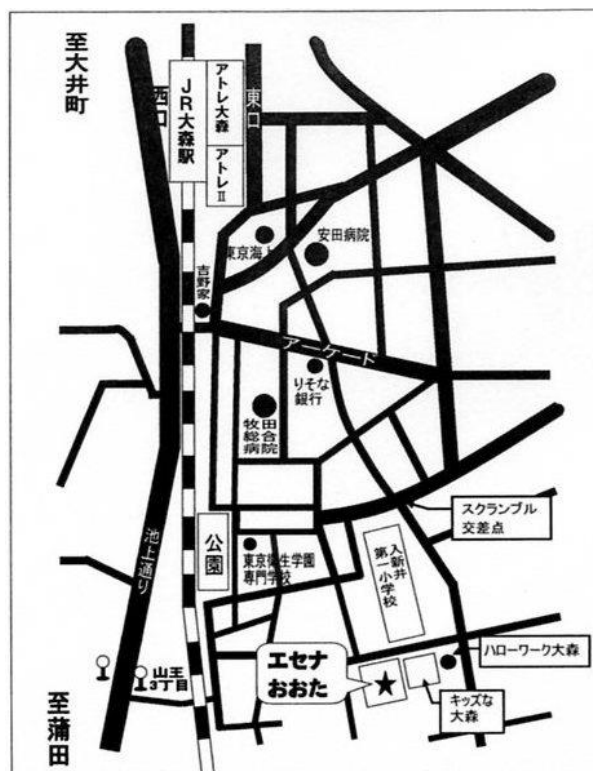 至大井町
西口
JR大森駅
アトレ大森
アトレⅡ
東口
東京海上
安田病院
吉野家
アーケード
りそな
銀行
牧田
総合
病院
スクランブル
交差点
池上通り
公園
東京衛生学園
専門学校
入新井
第一小学校
山王
3丁目
エセナ
おおた
ハローワーク大森
キッズな
大森
至蒲田